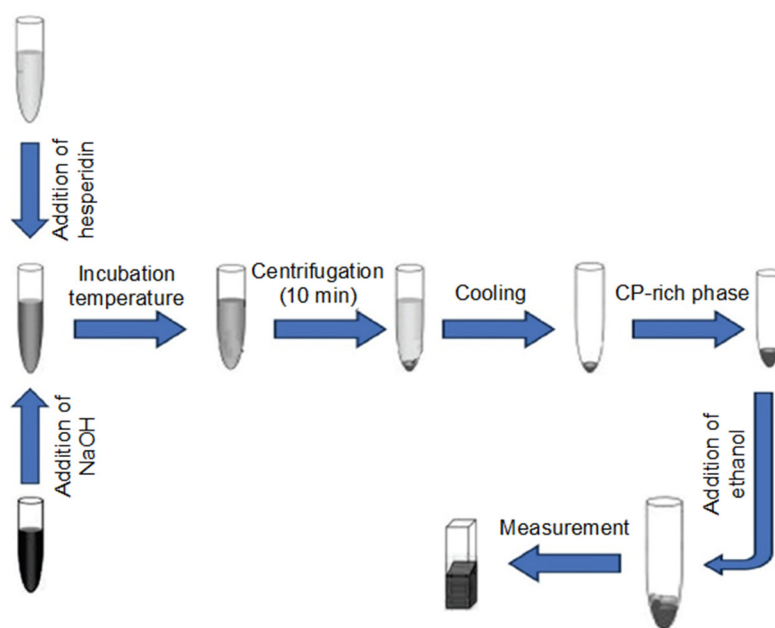 Addition of
hesperidin
Incubation
temperature
Centrifugation
(10 min)
Cooling
CP-rich phase
Addition of
NaOH
Addition of
ethanol
Measurement